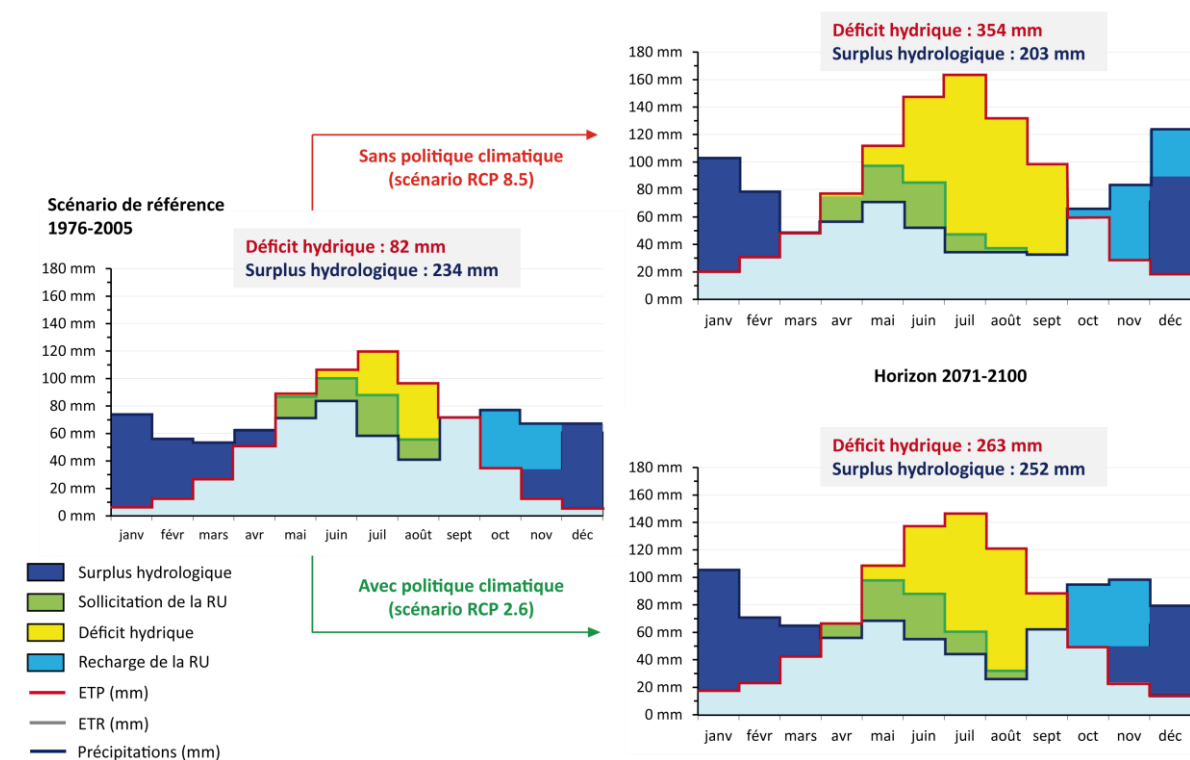 Déficit hydrique : 354 mm
Surplus hydrologique : 203 mm
180 mm
160 mm
140 mm
120 mm
100 mm
80 mm
60 mm
40 mm
20 mm
0 mm
janv févr mars avr mai juin juil août sept oct nov déc
Sans politique climatique
(scénario RCP 8.5)
Scénario de référence
1976-2005
Déficit hydrique : 82 mm
Surplus hydrologique : 234 mm
180 mm
160 mm
140 mm
120 mm
100 mm
80 mm
60 mm
40 mm
20 mm
0 mm
janv févr mars avr mai juin juil août sept oct nov déc
Horizon 2071-2100
Avec politique climatique
(scénario RCP 2.6)
Déficit hydrique : 263 mm
Surplus hydrologique : 252 mm
180 mm
160 mm
140 mm
120 mm
100 mm
80 mm
60 mm
40 mm
20 mm
0 mm
janv févr mars avr mai juin juil août sept oct nov déc
Surplus hydrologique
Sollicitation de la RU
Déficit hydrique
Recharge de la RU
ETP (mm)
ETR (mm)
Précipitations (mm)